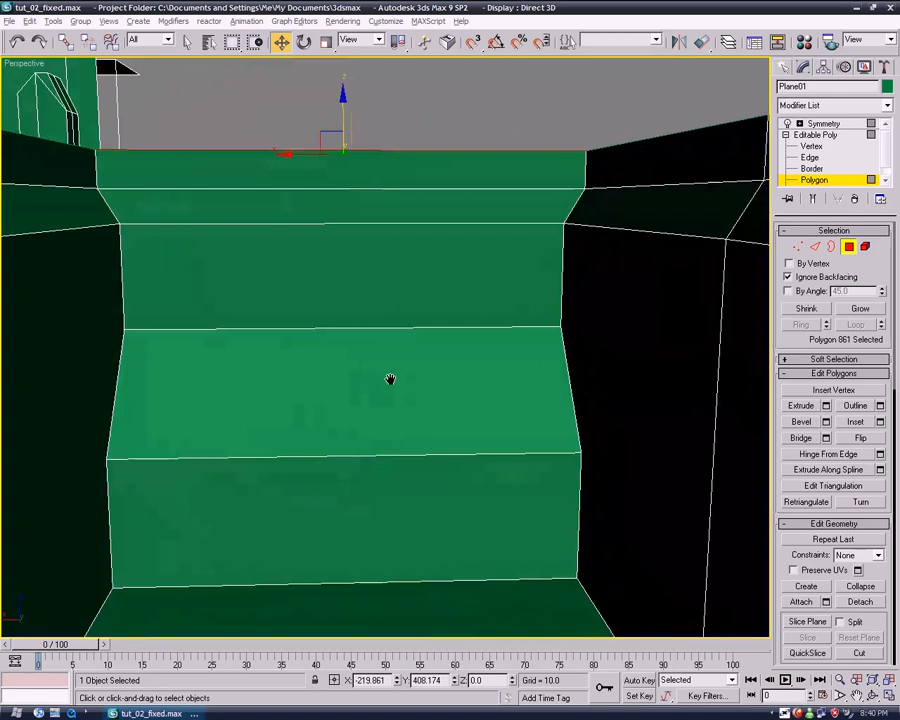 tut_02_fixed.max - Project Folder: C:\Documents and Settings\Me\My Documents\3dsmax - Autodesk 3ds Max 9 SP2 - Display : Direct 3D
File Edit Tools Group Views Create Modifiers reactor Animation Graph Editors Rendering Customize MAXScript Help
All View View
Perspective
z
Plane01
Modifier List
Symmetry
Editable Poly
Vertex
Edge
Border
Polygon
- Selection
By Vertex
Ignore Backfacing
By Angle: 45.0
Shrink Grow
Ring Loop
Polygon 861 Selected
+ Soft Selection
- Edit Polygons
Insert Vertex
Extrude Outline
Bevel Inset
Bridge Flip
Hinge From Edge
Extrude Along Spline
Edit Triangulation
Retriangulate Turn
- Edit Geometry
Repeat Last
Constraints: None
Preserve UVs
Create Collapse
Attach Detach
Slice Plane Split
Slice Reset Plane
QuickSlice Cut
0 / 100
0 5 10 15 20 25 30 35 40 45 50 55 60 65 70 75 80 85 90 95 100
1 Object Selected X: -219.861 Y: 408.174 Z: 0.0 Grid = 10.0 Auto Key Selected
Click or click-and-drag to select objects Add Time Tag Set Key Key Filters... 0
start tut_02_fixed.max ... 8:40 PM